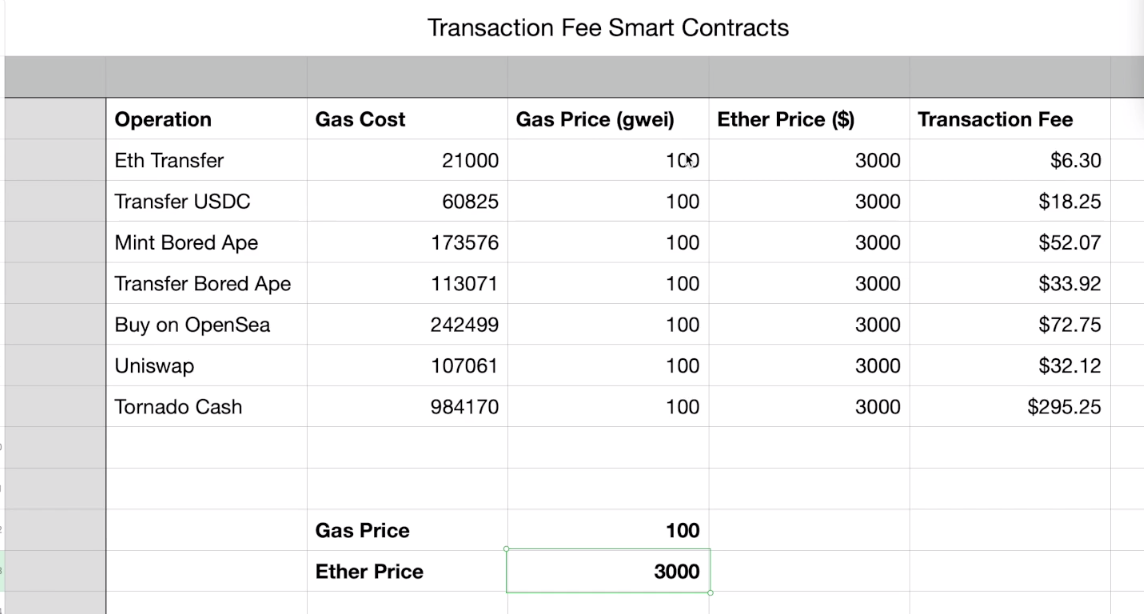 Transaction Fee Smart Contracts
Operation Gas Cost Gas Price (gwei) Ether Price ($) Transaction Fee
Eth Transfer 21000 100 3000 $6.30
Transfer USDC 60825 100 3000 $18.25
Mint Bored Ape 173576 100 3000 $52.07
Transfer Bored Ape 113071 100 3000 $33.92
Buy on OpenSea 242499 100 3000 $72.75
Uniswap 107061 100 3000 $32.12
Tornado Cash 984170 100 3000 $295.25
Gas Price 100
Ether Price 3000